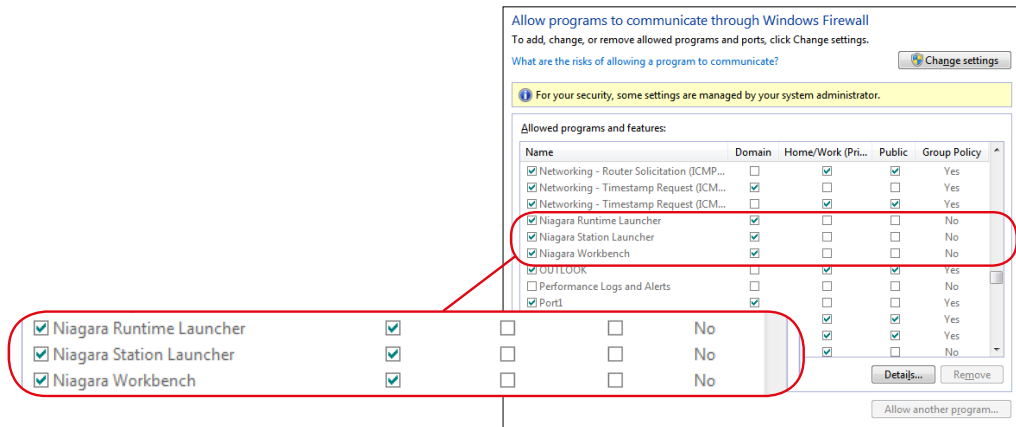 Allow programs to communicate through Windows Firewall
To add, change, or remove allowed programs and ports, click Change settings.
What are the risks of allowing a program to communicate? Change settings
For your security, some settings are managed by your system administrator.
Allowed programs and features:
Name Domain Home/Work (Pri... Public Group Policy
Networking - Router Solicitation (ICMP... Yes
Networking - Timestamp Request (ICM... Yes
Networking - Timestamp Request (ICM... Yes
Niagara Runtime Launcher No
Niagara Station Launcher No
Niagara Workbench No
OUTLOOK Yes
Performance Logs and Alerts No
Port1 Yes
Yes
Yes
No
Niagara Runtime Launcher No
Niagara Station Launcher No
Niagara Workbench No
Details... Remove
Allow another program...